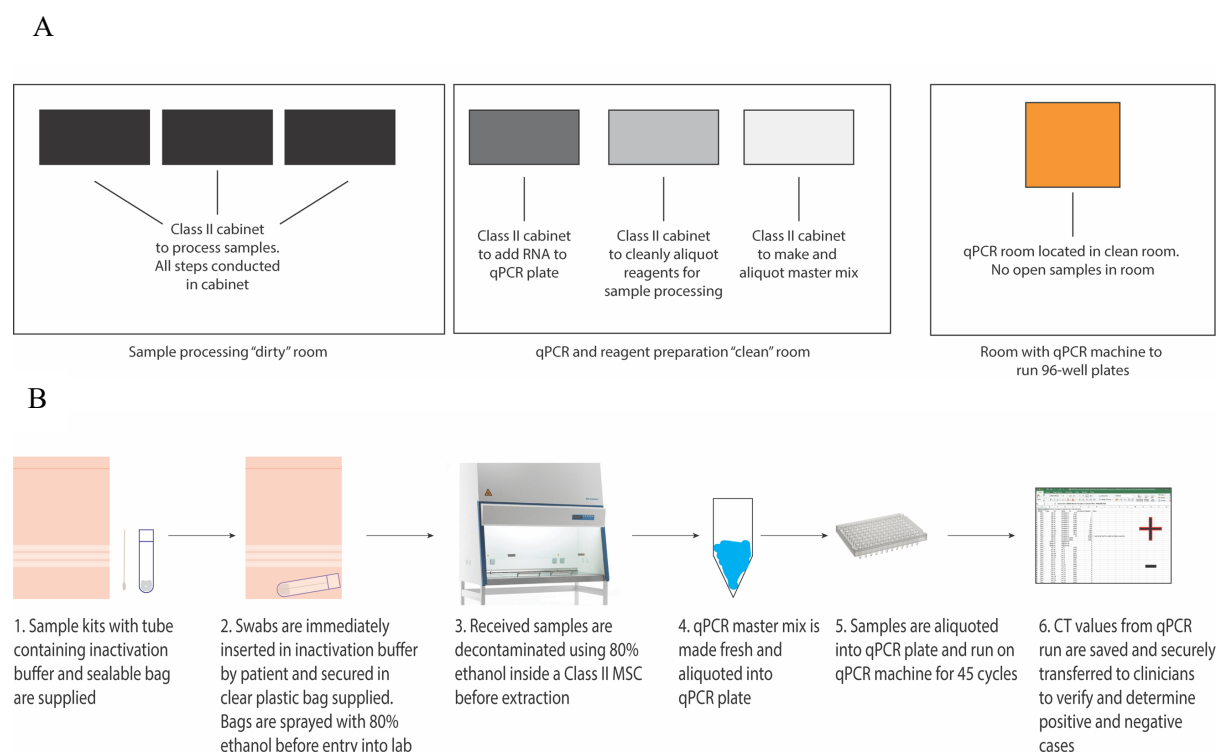 A
Class II cabinet
to process samples.
All steps conducted
in cabinet
Sample processing “dirty” room
Class II cabinet
to add RNA to
qPCR plate
Class II cabinet
to cleanly aliquot
reagents for
sample processing
Class II cabinet
to make and
aliquot master mix
qPCR and reagent preparation “clean” room
qPCR room located in clean room.
No open samples in room
Room with qPCR machine to
run 96-well plates
B
1. Sample kits with tube
containing inactivation
buffer and sealable bag
are supplied
2. Swabs are immediately
inserted in inactivation buffer
by patient and secured in
clear plastic bag supplied.
Bags are sprayed with 80%
ethanol before entry into lab
3. Received samples are
decontaminated using 80%
ethanol inside a Class II MSC
before extraction
4. qPCR master mix is
made fresh and
aliquoted into
qPCR plate
5. Samples are aliquoted
into qPCR plate and run on
qPCR machine for 45 cycles
6. CT values from qPCR
run are saved and securely
transferred to clinicians
to verify and determine
positive and negative
cases